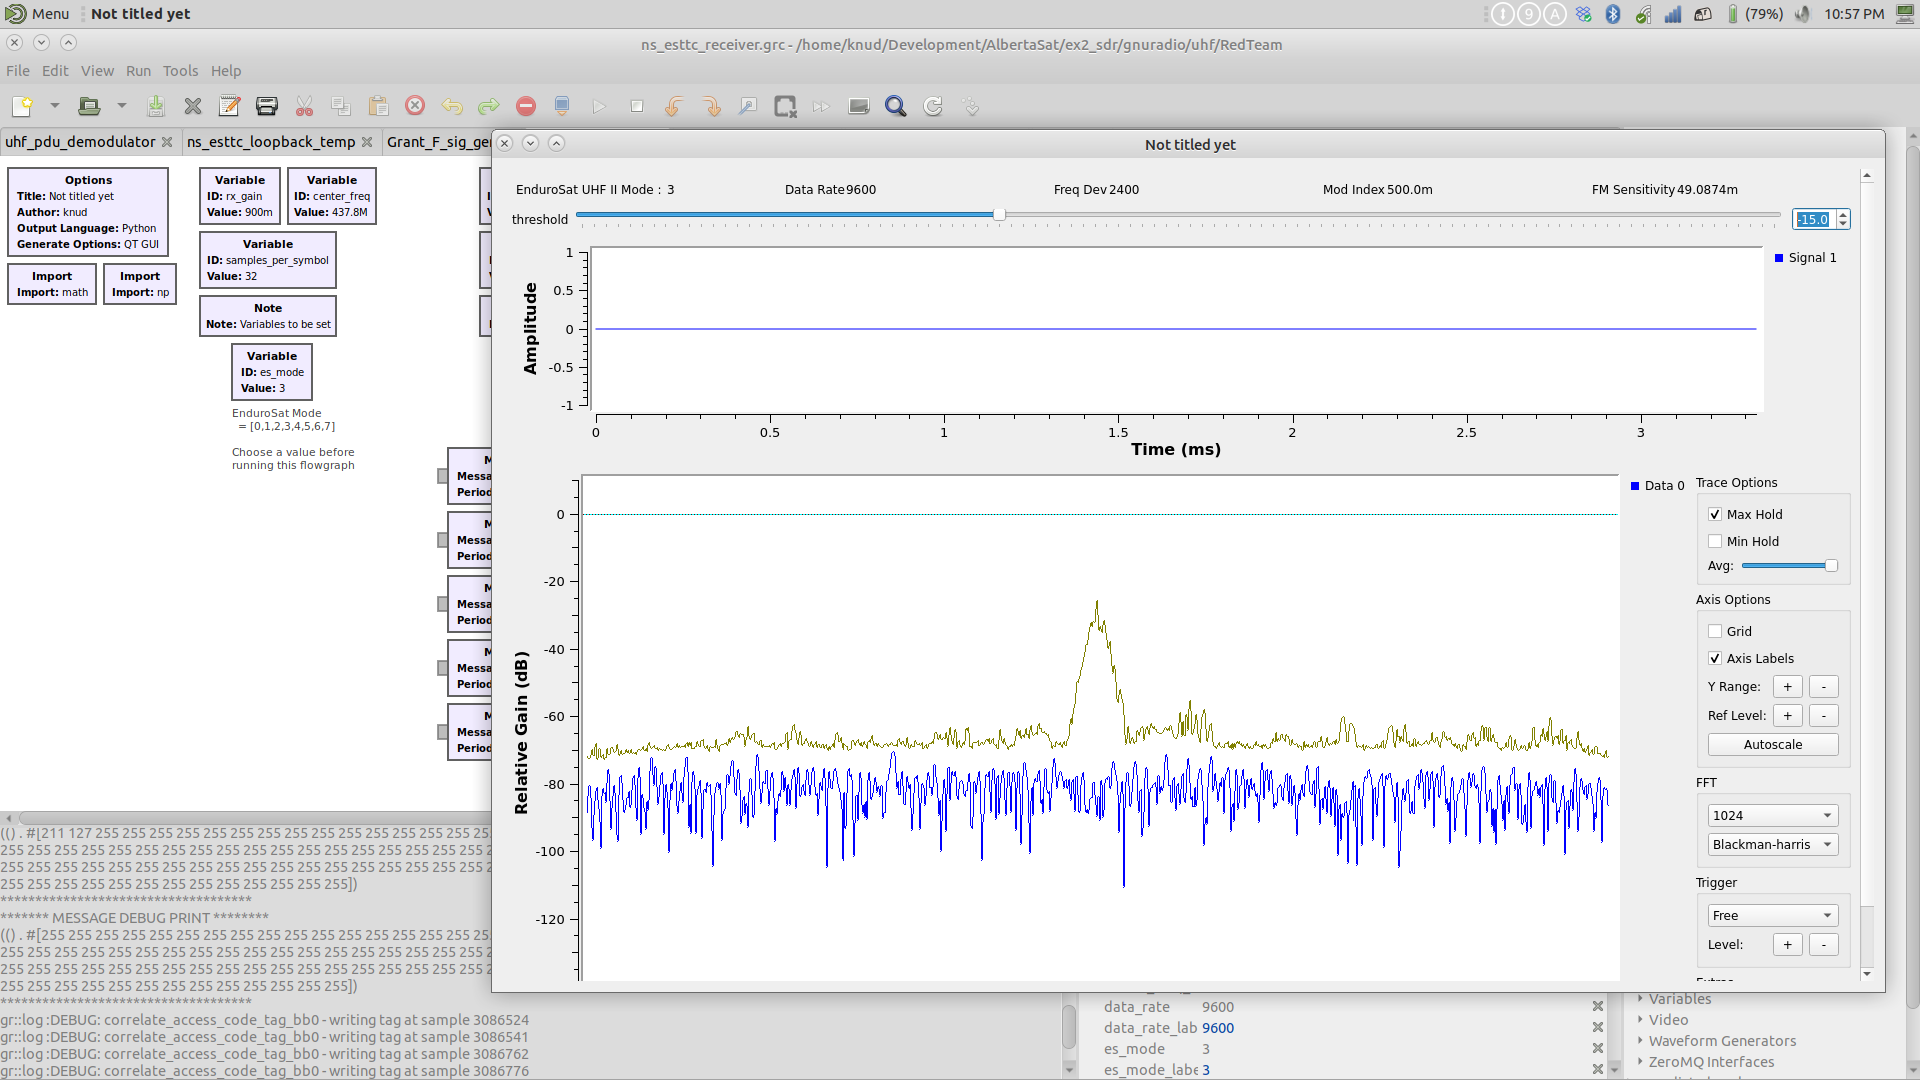 Menu Not titled yet
(79%) 10:57 PM
ns_esttc_receiver.grc - /home/knud/Development/AlbertaSat/ex2_sdr/gnuradio/uhf/RedTeam
File Edit View Run Tools Help
uhf_pdu_demodulator ns_esttc_loopback_temp Grant_F_sig_ge
Options
Title: Not titled yet
Author: knud
Output Language: Python
Generate Options: QT GUI
Import
Import: math
Import
Import: np
Variable
ID: rx_gain
Value: 900m
Variable
ID: center_freq
Value: 437.8M
Variable
ID: samples_per_symbol
Value: 32
Note
Note: Variables to be set
Variable
ID: es_mode
Value: 3
EnduroSat Mode
= [0,1,2,3,4,5,6,7]
Choose a value before
running this flowgraph
M
Messa
Period
M
Messa
Period
M
Messa
Period
M
Messa
Period
M
Messa
Period
Not titled yet
EnduroSat UHF II Mode : 3 Data Rate 9600 Freq Dev 2400 Mod Index 500.0m FM Sensitivity 49.0874m
threshold -15.0
Amplitude
1
0.5
0
-0.5
-1
0 0.5 1 1.5 2 2.5 3
Time (ms)
Signal 1
Relative Gain (dB)
0
-20
-40
-60
-80
-100
-120
Data 0
Trace Options
Max Hold
Min Hold
Avg:
Axis Options
Grid
Axis Labels
Y Range: + -
Ref Level: + -
Autoscale
FFT
1024
Blackman-harris
Trigger
Free
Level: + -
(() . #[211 127 255 255 255 255 255 255 255 255 255 255 255 255 255 255 255
255 255 255 255 255 255 255 255 255 255 255 255 255 255 255 255 255 255
255 255 255 255 255 255 255 255 255 255 255 255 255 255 255 255 255 255
255 255 255 255 255 255 255 255 255 255 255 255 255])
************************************
******* MESSAGE DEBUG PRINT ********
(() . #[255 255 255 255 255 255 255 255 255 255 255 255 255 255 255 255 255
255 255 255 255 255 255 255 255 255 255 255 255 255 255 255 255 255 255
255 255 255 255 255 255 255 255 255 255 255 255 255 255 255 255 255 255
255 255 255 255 255 255 255 255 255 255 255 255 255])
************************************
gr::log :DEBUG: correlate_access_code_tag_bb0 - writing tag at sample 3086524
gr::log :DEBUG: correlate_access_code_tag_bb0 - writing tag at sample 3086541
gr::log :DEBUG: correlate_access_code_tag_bb0 - writing tag at sample 3086762
gr::log :DEBUG: correlate_access_code_tag_bb0 - writing tag at sample 3086776
data_rate 9600
data_rate_lab 9600
es_mode 3
es_mode_labe 3
Variables
Video
Waveform Generators
ZeroMQ Interfaces